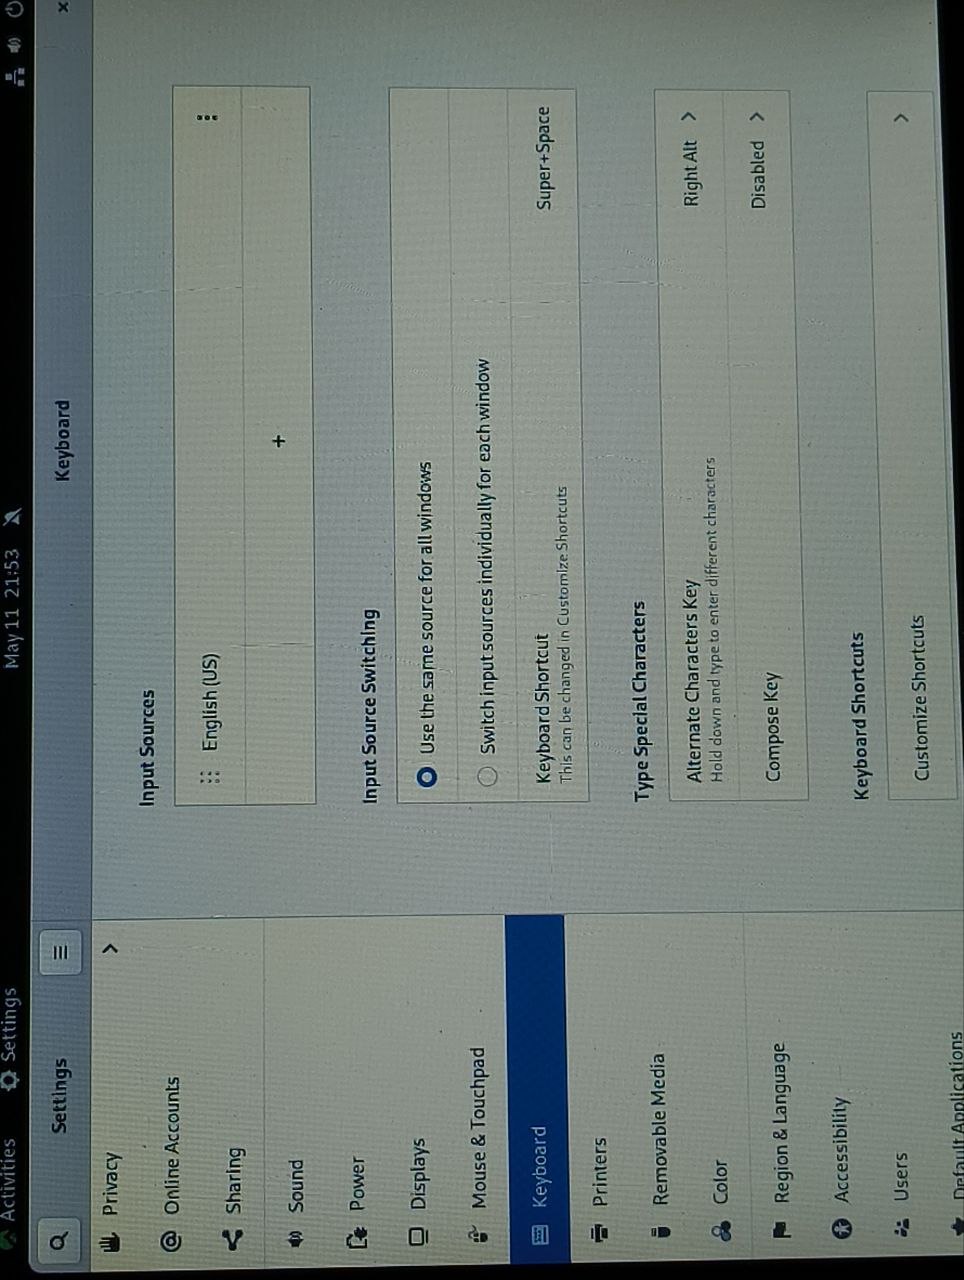 Activities
Settings
May 11 21:53
Settings
Keyboard
×
Privacy
Online Accounts
Sharing
Sound
Power
Displays
Mouse & Touchpad
Keyboard
Printers
Removable Media
Color
Region & Language
Accessibility
Users
Default Applications
Input Sources
English (US)
+
Input Source Switching
Use the same source for all windows
Switch input sources individually for each window
Keyboard Shortcut
Super+Space
This can be changed in Customize Shortcuts
Type Special Characters
Alternate Characters Key
Right Alt
Hold down and type to enter different characters
Compose Key
Disabled
Keyboard Shortcuts
Customize Shortcuts